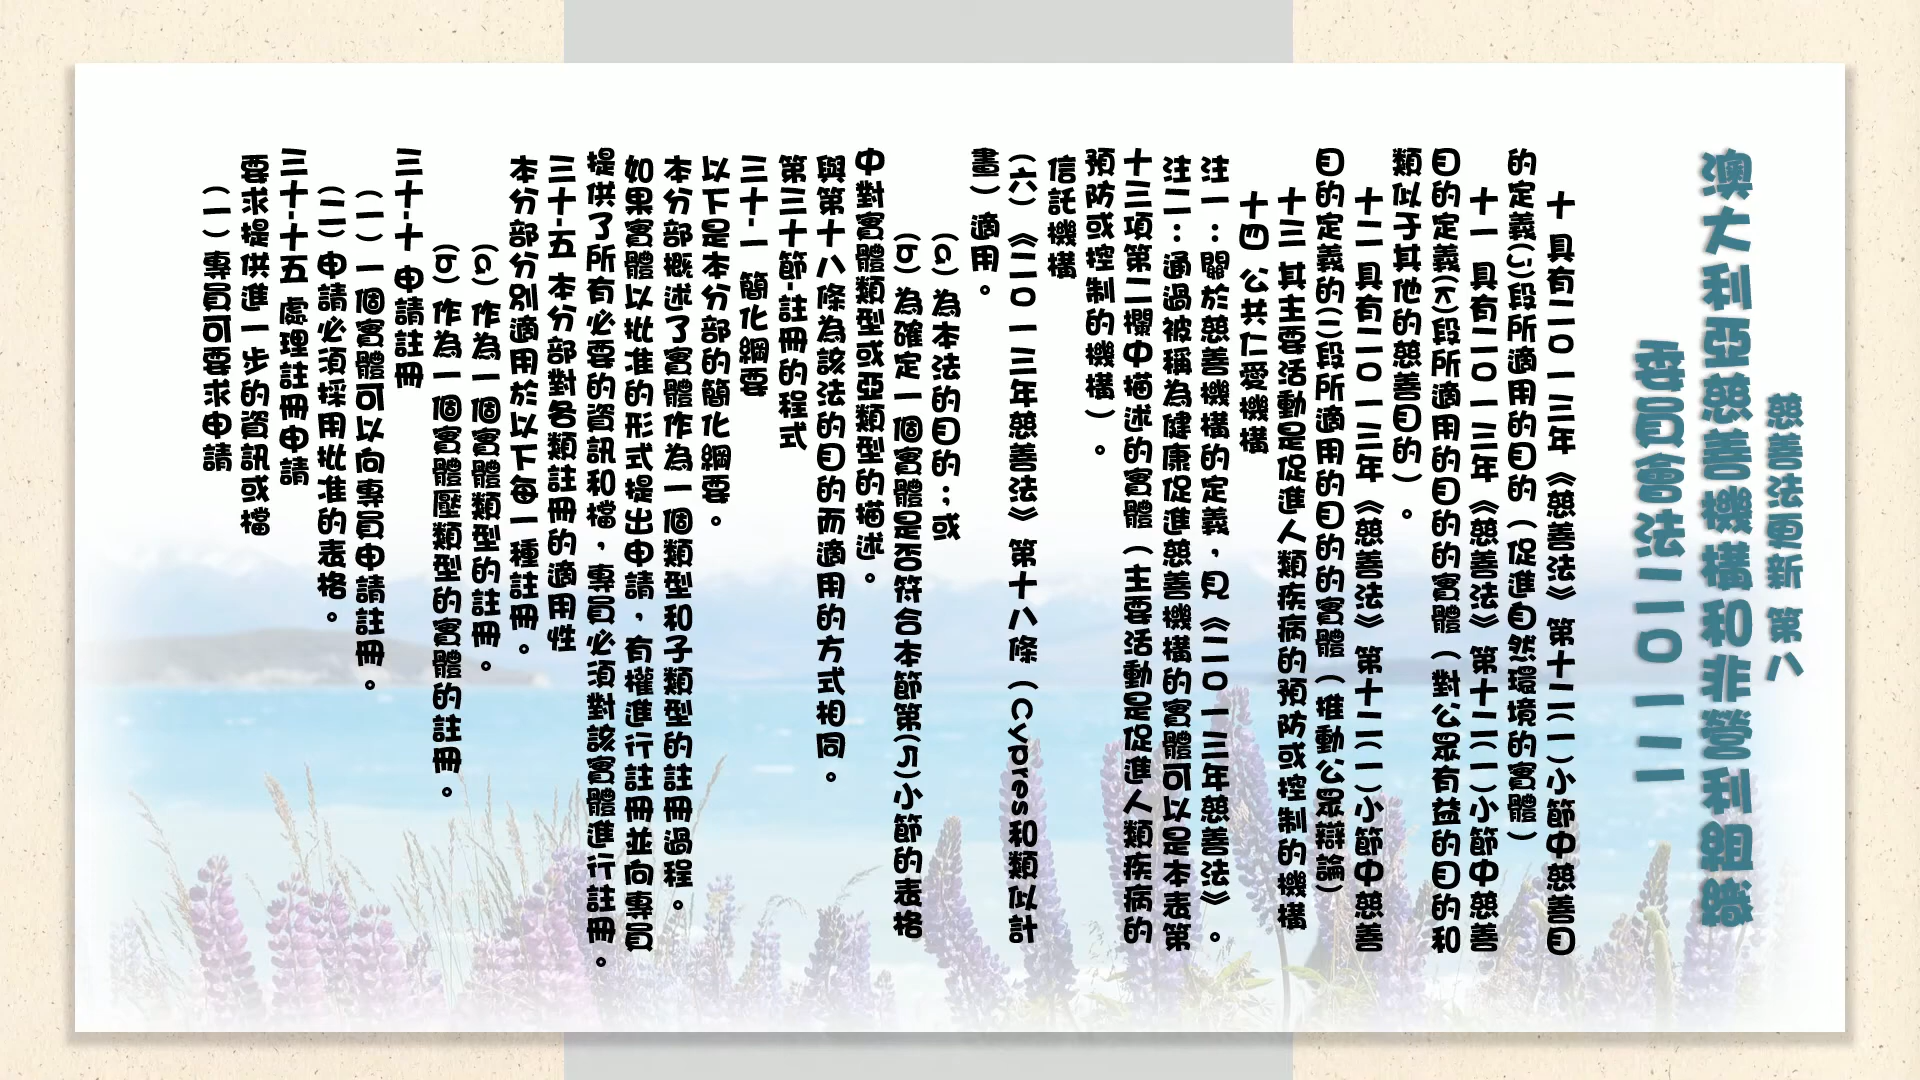 慈善法更新 第八
澳大利亞慈善機構和非營利組織
委員會法二〇一二
十 具有二〇一三年《慈善法》第十二(一)小節中慈善目
的定義(j)段所適用的目的（促進自然環境的實體）
十一 具有二〇一三年《慈善法》第十二(一)小節中慈善
目的定義(k)段所適用的目的的實體（對公眾有益的目的和
類似于其他的慈善目的）。
十二 具有二〇一三年《慈善法》第十二(一)小節中慈善
目的定義的(l)段所適用的目的的實體（推動公眾辯論）
十三 其主要活動是促進人類疾病的預防或控制的機構
十四 公共仁愛機構
注一：關於慈善機構的定義，見《二〇一三年慈善法》。
注二：通過被稱為健康促進慈善機構的實體可以是本表第
十三項第二欄中描述的實體（主要活動是促進人類疾病的
預防或控制的機構）。
信託機構
（六）《二〇一三年慈善法》第十八條（Cypres和類似計
畫）適用。
（a）為本法的目的；或
（b）為確定一個實體是否符合本節第(5)小節的表格
中對實體類型或亞類型的描述。
與第十八條為該法的目的而適用的方式相同。
第三十節-註冊的程式
三十-一 簡化綱要
以下是本分部的簡化綱要。
本分部概述了實體作為一個類型和子類型的註冊過程。
如果實體以批准的形式提出申請，有權進行註冊並向專員
提供了所有必要的資訊和檔，專員必須對該實體進行註冊。
三十-五 本分部對各類註冊的適用性
本分部分別適用於以下每一種註冊。
（a）作為一個實體類型的註冊。
（b）作為一個實體壓類型的實體的註冊。
三十-十 申請註冊
（一）一個實體可以向專員申請註冊。
（二）申請必須採用批准的表格。
三十-十五 處理註冊申請
要求提供進一步的資訊或檔
（一）專員可要求申請